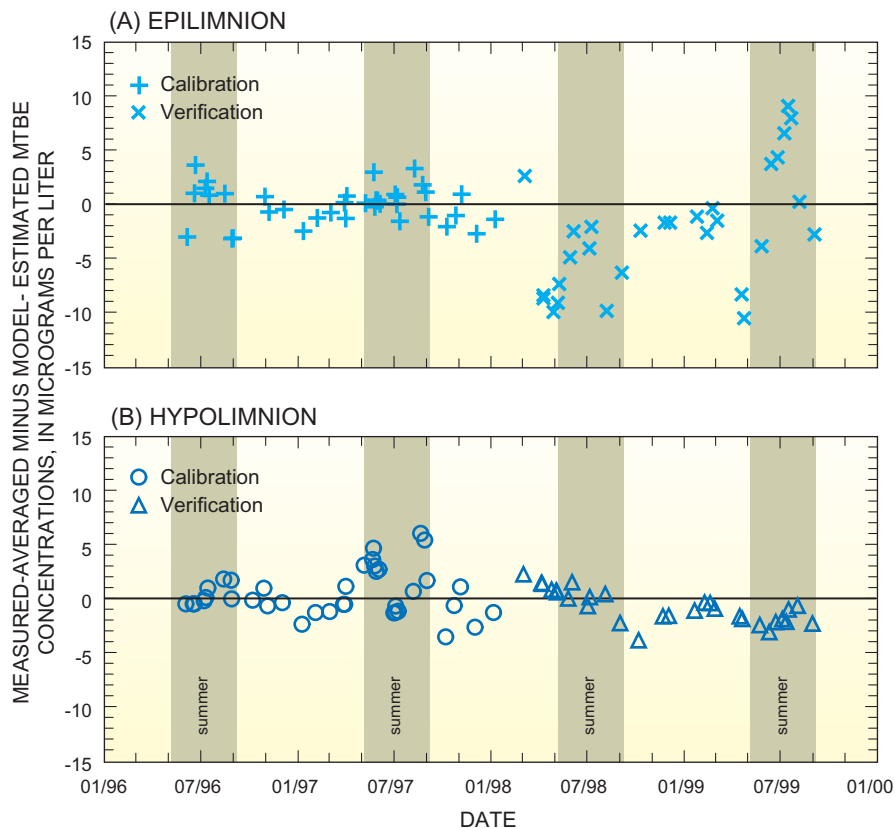 (A) EPILIMNION
15
10
5
0
-5
-10
-15
Calibration
Verification
MEASURED-AVERAGED MINUS MODEL- ESTIMATED MTBE
CONCENTRATIONS, IN MICROGRAMS PER LITER
(B) HYPOLIMNION
15
10
5
0
-5
-10
-15
Calibration
Verification
summer
summer
summer
summer
01/96
07/96
01/97
07/97
01/98
07/98
01/99
07/99
01/00
DATE